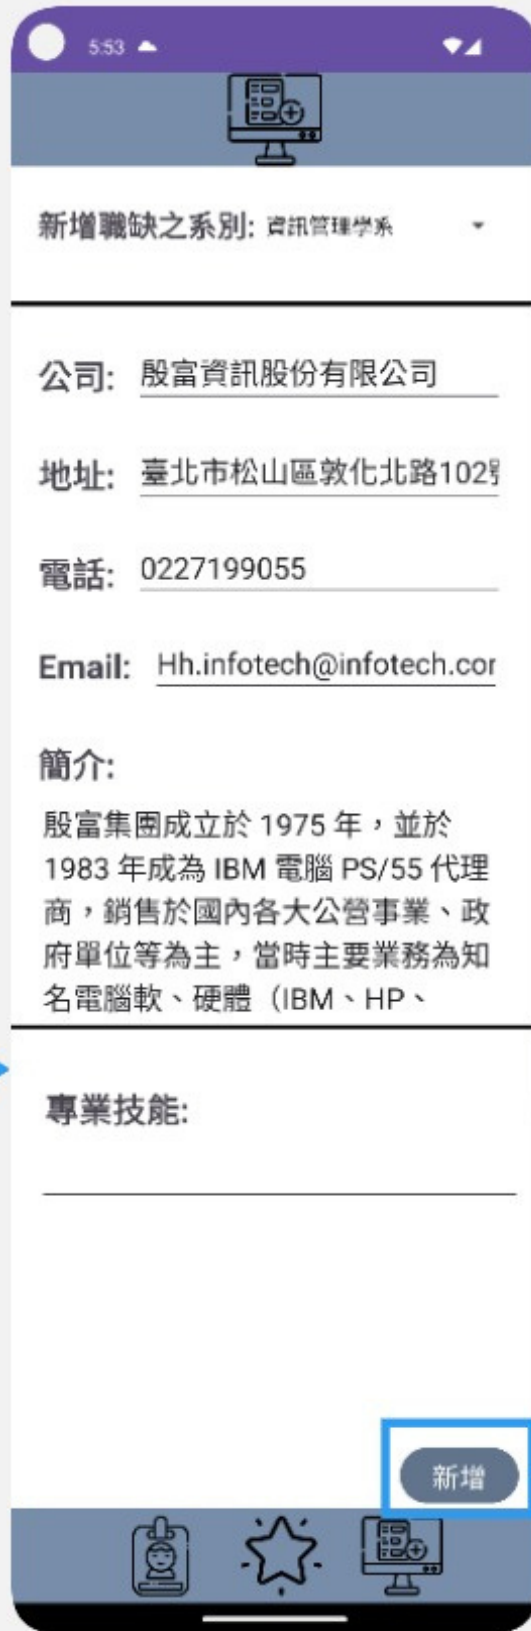 5:53
新增職缺之系別: 資訊管理學系
公司: 殷富資訊股份有限公司
地址: 臺北市松山區敦化北路102號
電話: 0227199055
Email: Hh.infotech@infotech.cor
簡介:
殷富集團成立於 1975 年，並於
1983 年成為 IBM 電腦 PS/55 代理
商，銷售於國內各大公營事業、政
府單位等為主，當時主要業務為知
名電腦軟、硬體（IBM、HP、
專業技能:
新增